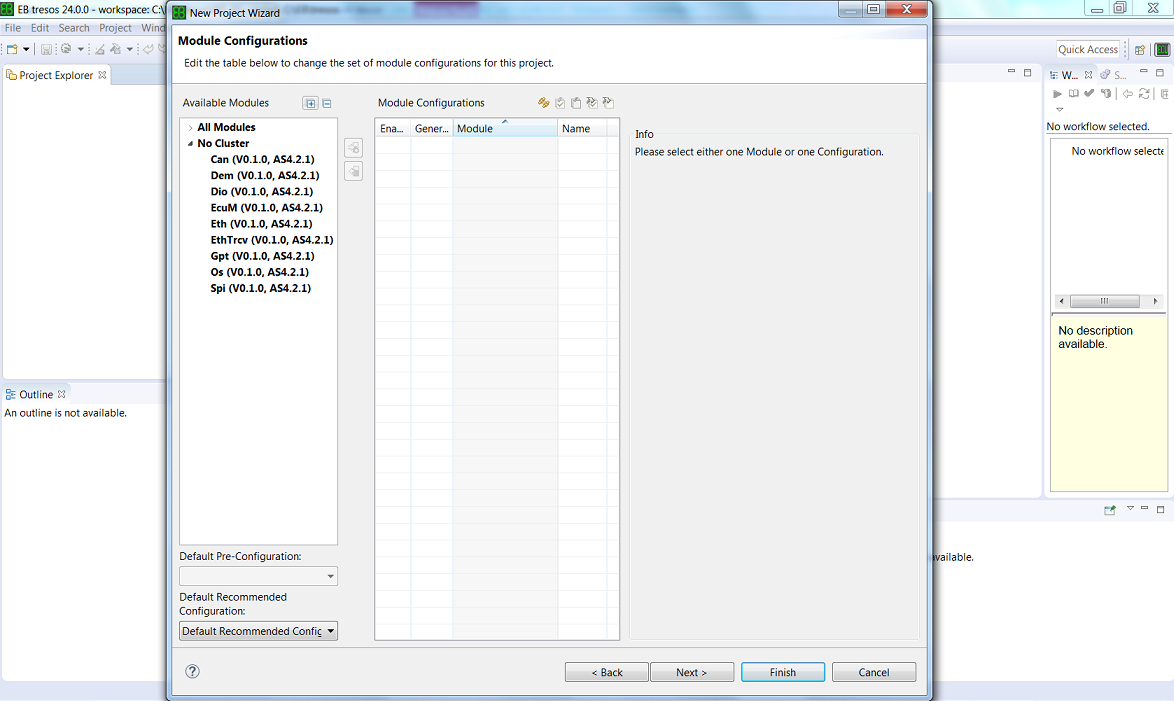 EB tresos 24.0.0 - workspace: C:\
New Project Wizard
File Edit Search Project Wind
Quick Access
Project Explorer
Module Configurations
Edit the table below to change the set of module configurations for this project.
W...
S...
Available Modules
Module Configurations
Ena...
Gener...
Module
Name
Info
Please select either one Module or one Configuration.
No workflow selected.
No workflow selecte
All Modules
No Cluster
Can (V0.1.0, AS4.2.1)
Dem (V0.1.0, AS4.2.1)
Dio (V0.1.0, AS4.2.1)
EcuM (V0.1.0, AS4.2.1)
Eth (V0.1.0, AS4.2.1)
EthTrcv (V0.1.0, AS4.2.1)
Gpt (V0.1.0, AS4.2.1)
Os (V0.1.0, AS4.2.1)
Spi (V0.1.0, AS4.2.1)
No description
available.
Outline
An outline is not available.
Default Pre-Configuration:
Default Recommended
Configuration:
Default Recommended Config
vailable.
< Back
Next >
Finish
Cancel